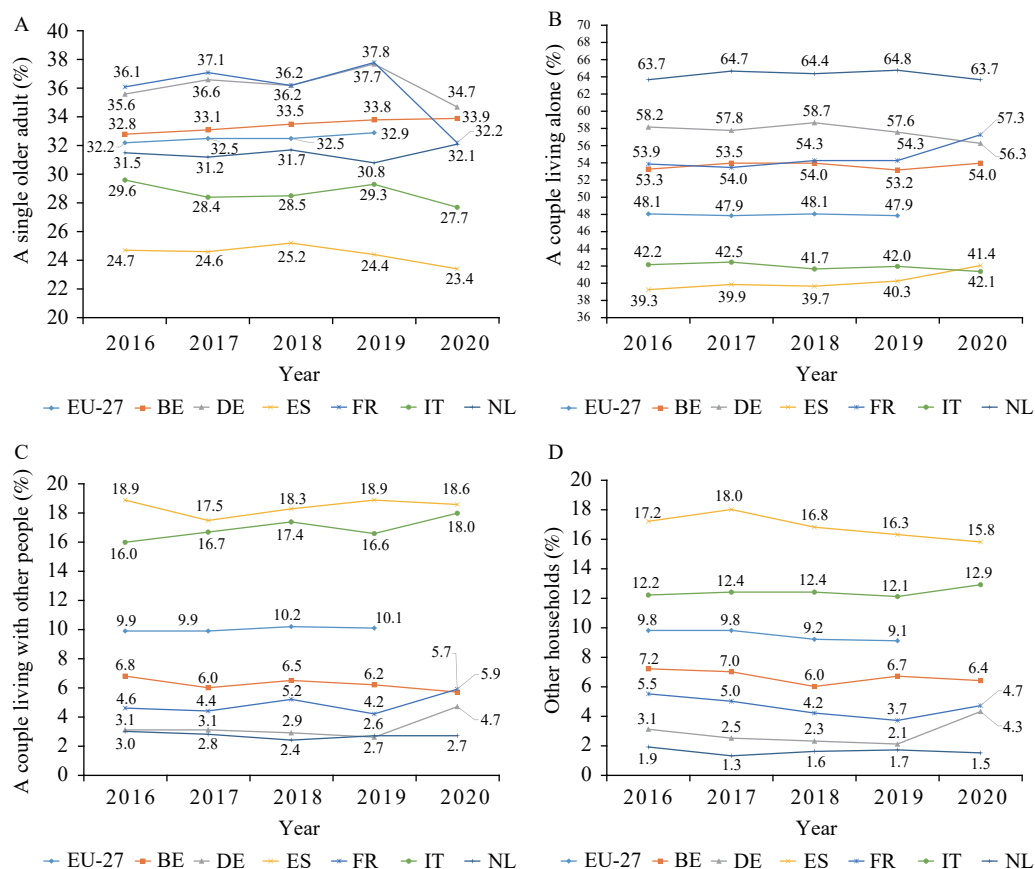 A
A single older adult (%)
40
38
36
34
32
30
28
26
24
22
20
36.1 37.1 36.2 37.8
35.6 36.6 36.2 37.7 34.7
32.8 33.1 33.5 33.8 33.9
32.2 32.5 32.5 32.9 32.2
31.5 31.2 31.7 30.8 32.1
29.6 28.4 28.5 29.3 27.7
24.7 24.6 25.2 24.4 23.4
2016 2017 2018 2019 2020
Year
EU-27 BE DE ES FR IT NL
B
A couple living alone (%)
70
68
66
64
62
60
58
56
54
52
50
48
46
44
42
40
38
36
63.7 64.7 64.4 64.8 63.7
58.2 57.8 58.7 57.6 57.3
53.9 53.5 54.3 54.3 56.3
53.3 54.0 54.0 53.2 54.0
48.1 47.9 48.1 47.9
42.2 42.5 41.7 42.0 41.4
39.3 39.9 39.7 40.3 42.1
2016 2017 2018 2019 2020
Year
EU-27 BE DE ES FR IT NL
C
A couple living with other people (%)
20
18
16
14
12
10
8
6
4
2
0
18.9 17.5 18.3 18.9 18.6
16.0 16.7 17.4 16.6 18.0
9.9 9.9 10.2 10.1
6.8 6.0 6.5 6.2 5.7
4.6 4.4 5.2 4.2 5.9
3.1 3.1 2.9 2.6 4.7
3.0 2.8 2.4 2.7 2.7
2016 2017 2018 2019 2020
Year
EU-27 BE DE ES FR IT NL
D
Other households (%)
20
18
16
14
12
10
8
6
4
2
0
17.2 18.0 16.8 16.3 15.8
12.2 12.4 12.4 12.1 12.9
9.8 9.8 9.2 9.1
7.2 7.0 6.0 6.7 6.4
5.5 5.0 4.2 3.7 4.7
3.1 2.5 2.3 2.1 4.3
1.9 1.3 1.6 1.7 1.5
2016 2017 2018 2019 2020
Year
EU-27 BE DE ES FR IT NL